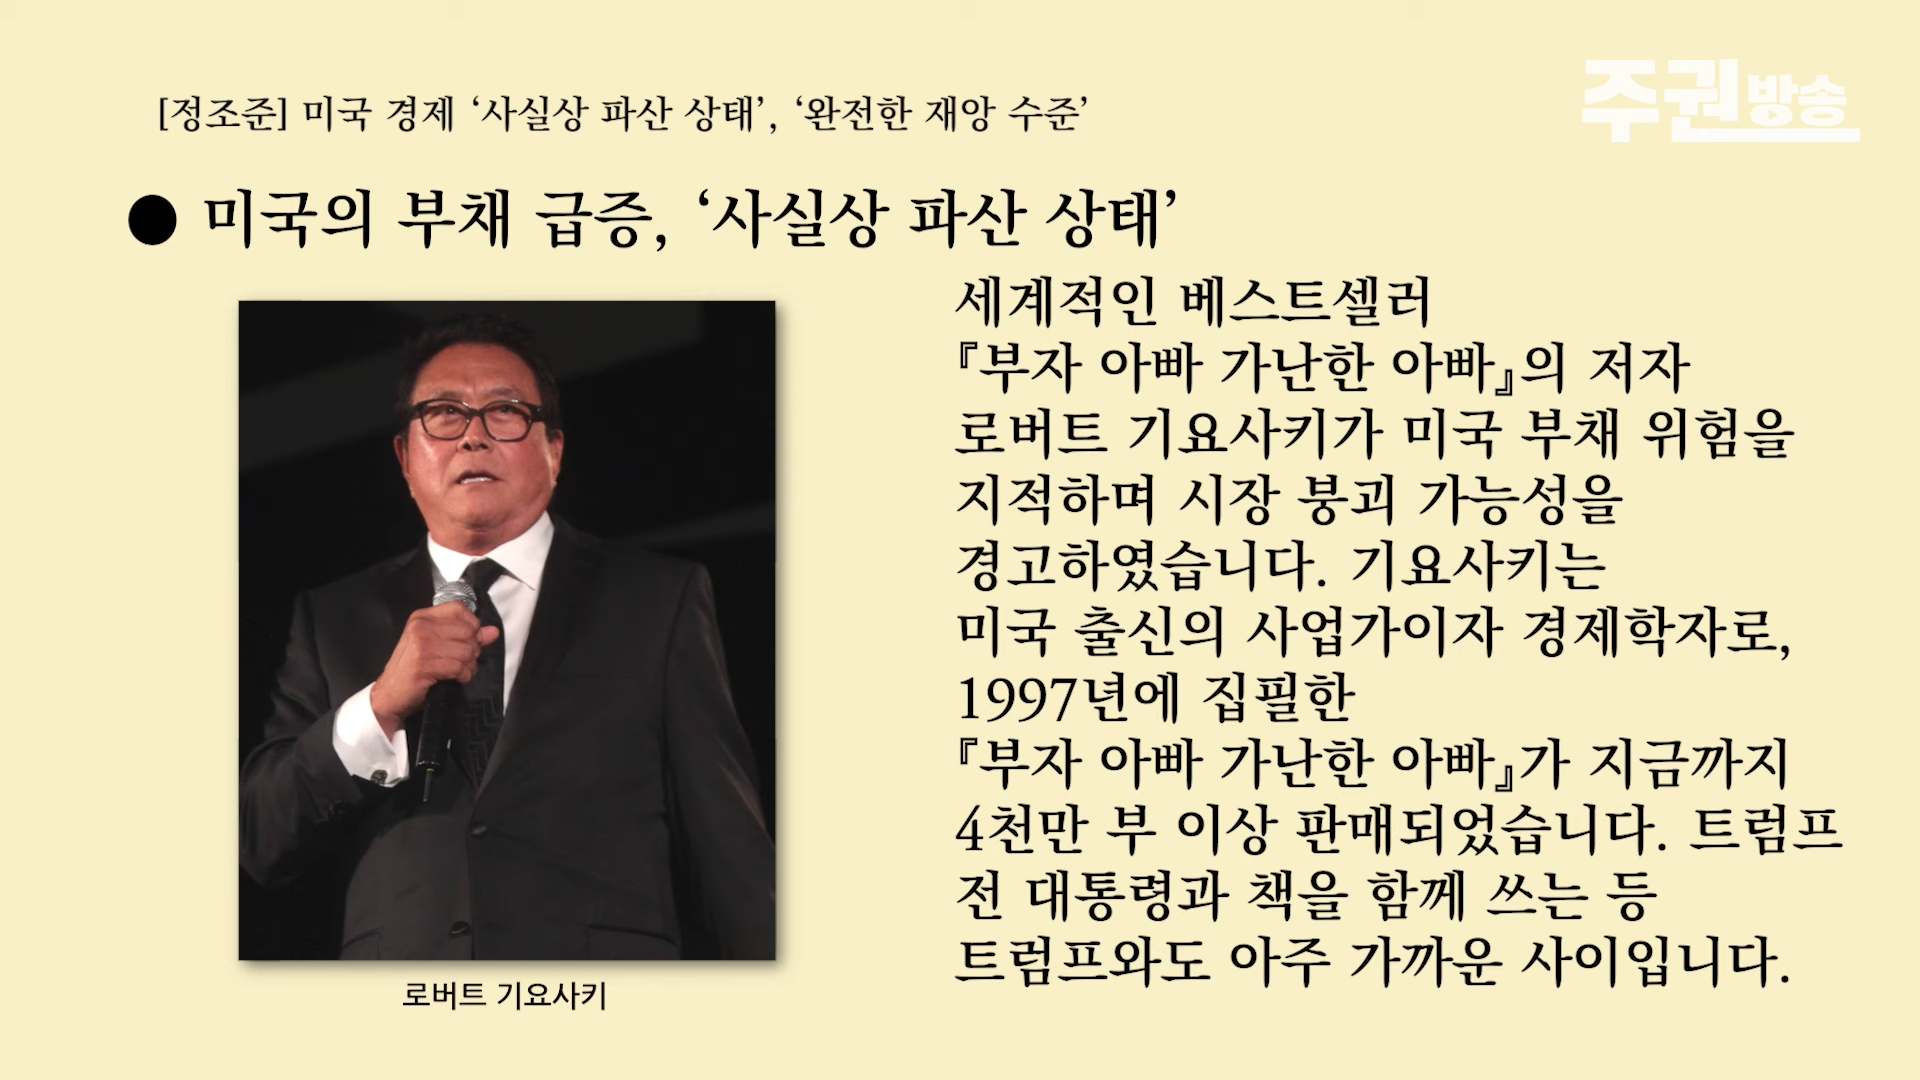 [정조준] 미국 경제 ‘사실상 파산 상태’, ‘완전한 재앙 수준’
주권방송
● 미국의 부채 급증, ‘사실상 파산 상태’
세계적인 베스트셀러
『부자 아빠 가난한 아빠』의 저자
로버트 기요사키가 미국 부채 위험을
지적하며 시장 붕괴 가능성을
경고하였습니다. 기요사키는
미국 출신의 사업가이자 경제학자로,
1997년에 집필한
『부자 아빠 가난한 아빠』가 지금까지
4천만 부 이상 판매되었습니다. 트럼프
전 대통령과 책을 함께 쓰는 등
트럼프와도 아주 가까운 사이입니다.
로버트 기요사키